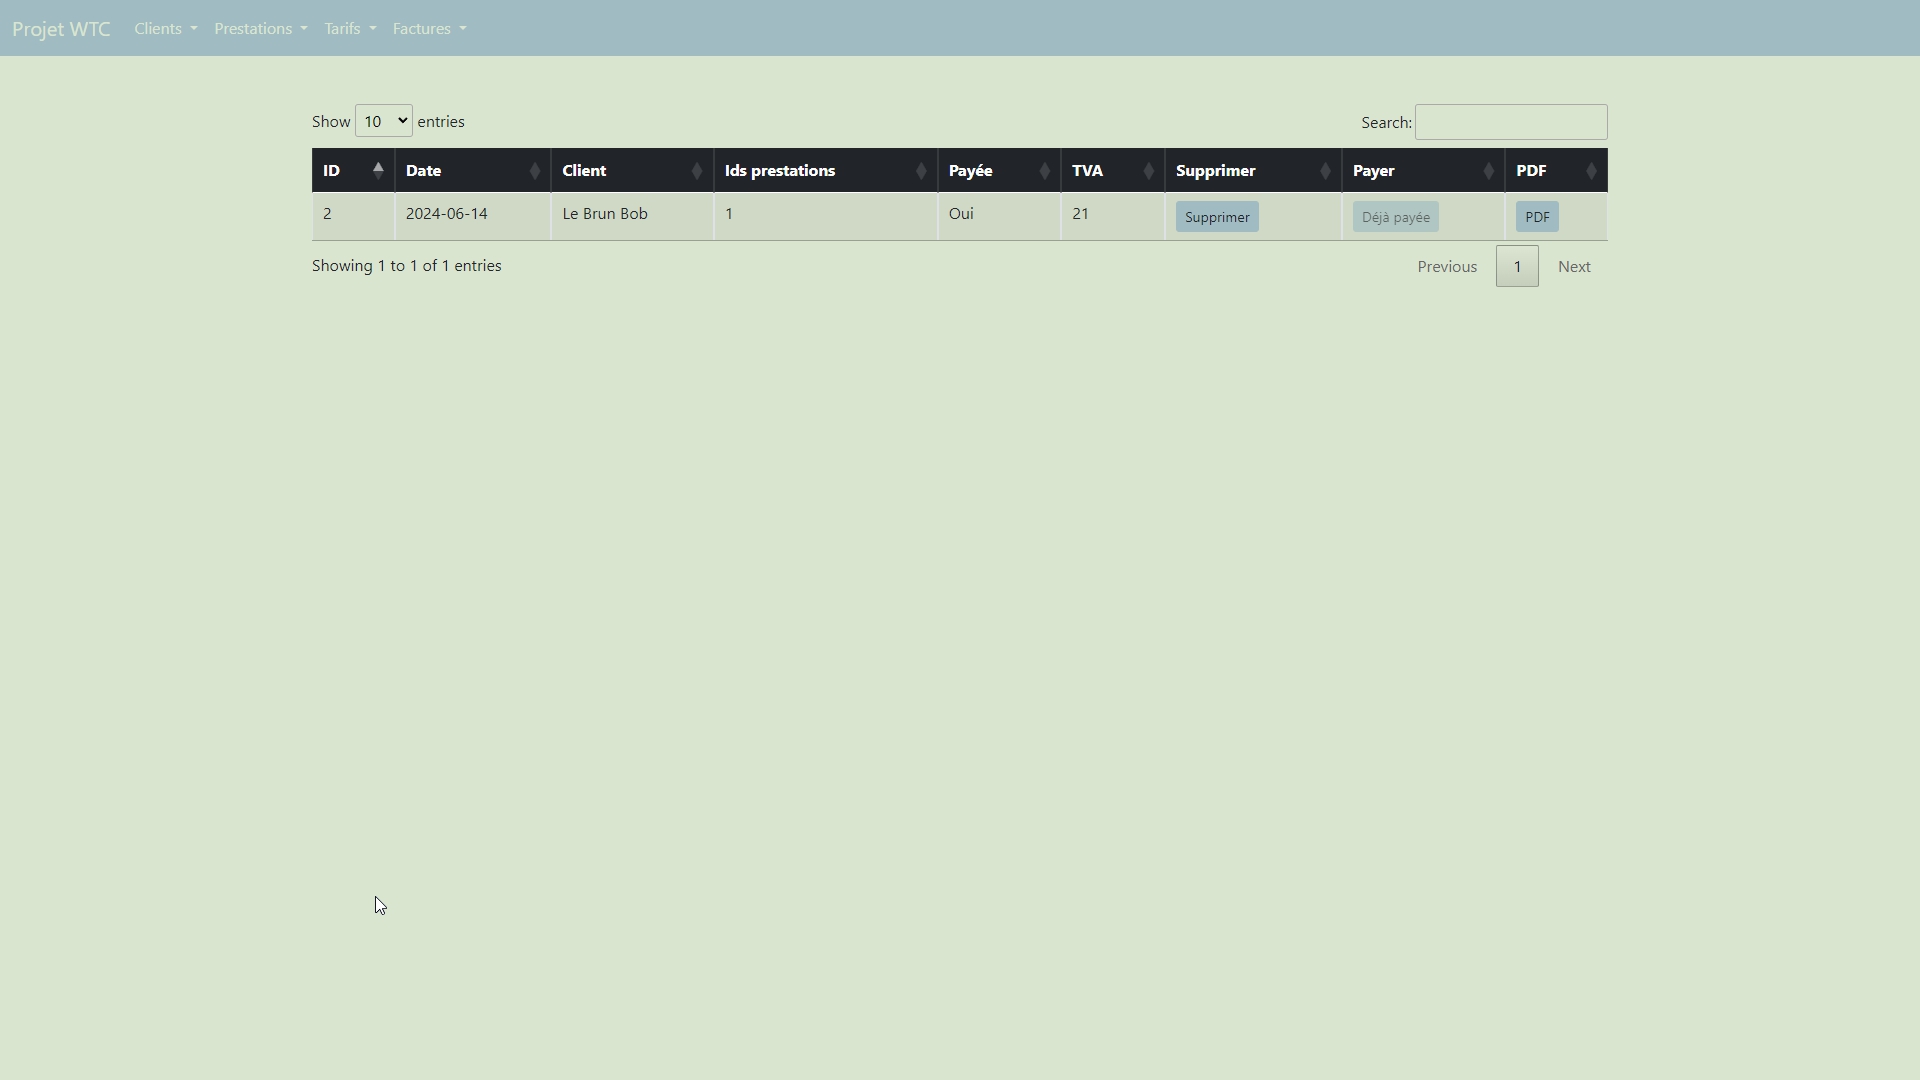 Projet WTC Clients Prestations Tarifs Factures
Show 10 entries Search:
ID Date Client Ids prestations Payée TVA Supprimer Payer PDF
2 2024-06-14 Le Brun Bob 1 Oui 21 Supprimer Déjà payée PDF
Showing 1 to 1 of 1 entries Previous 1 Next